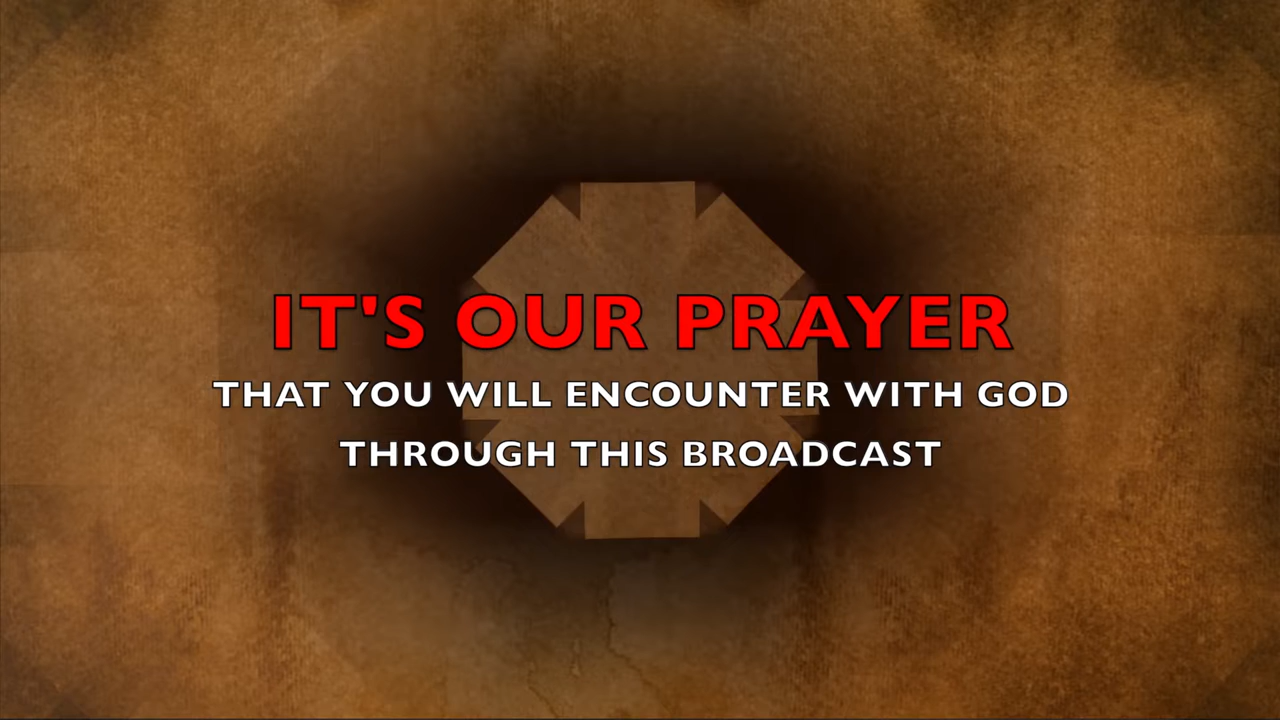 IT'S OUR PRAYER
THAT YOU WILL ENCOUNTER WITH GOD
THROUGH THIS BROADCAST